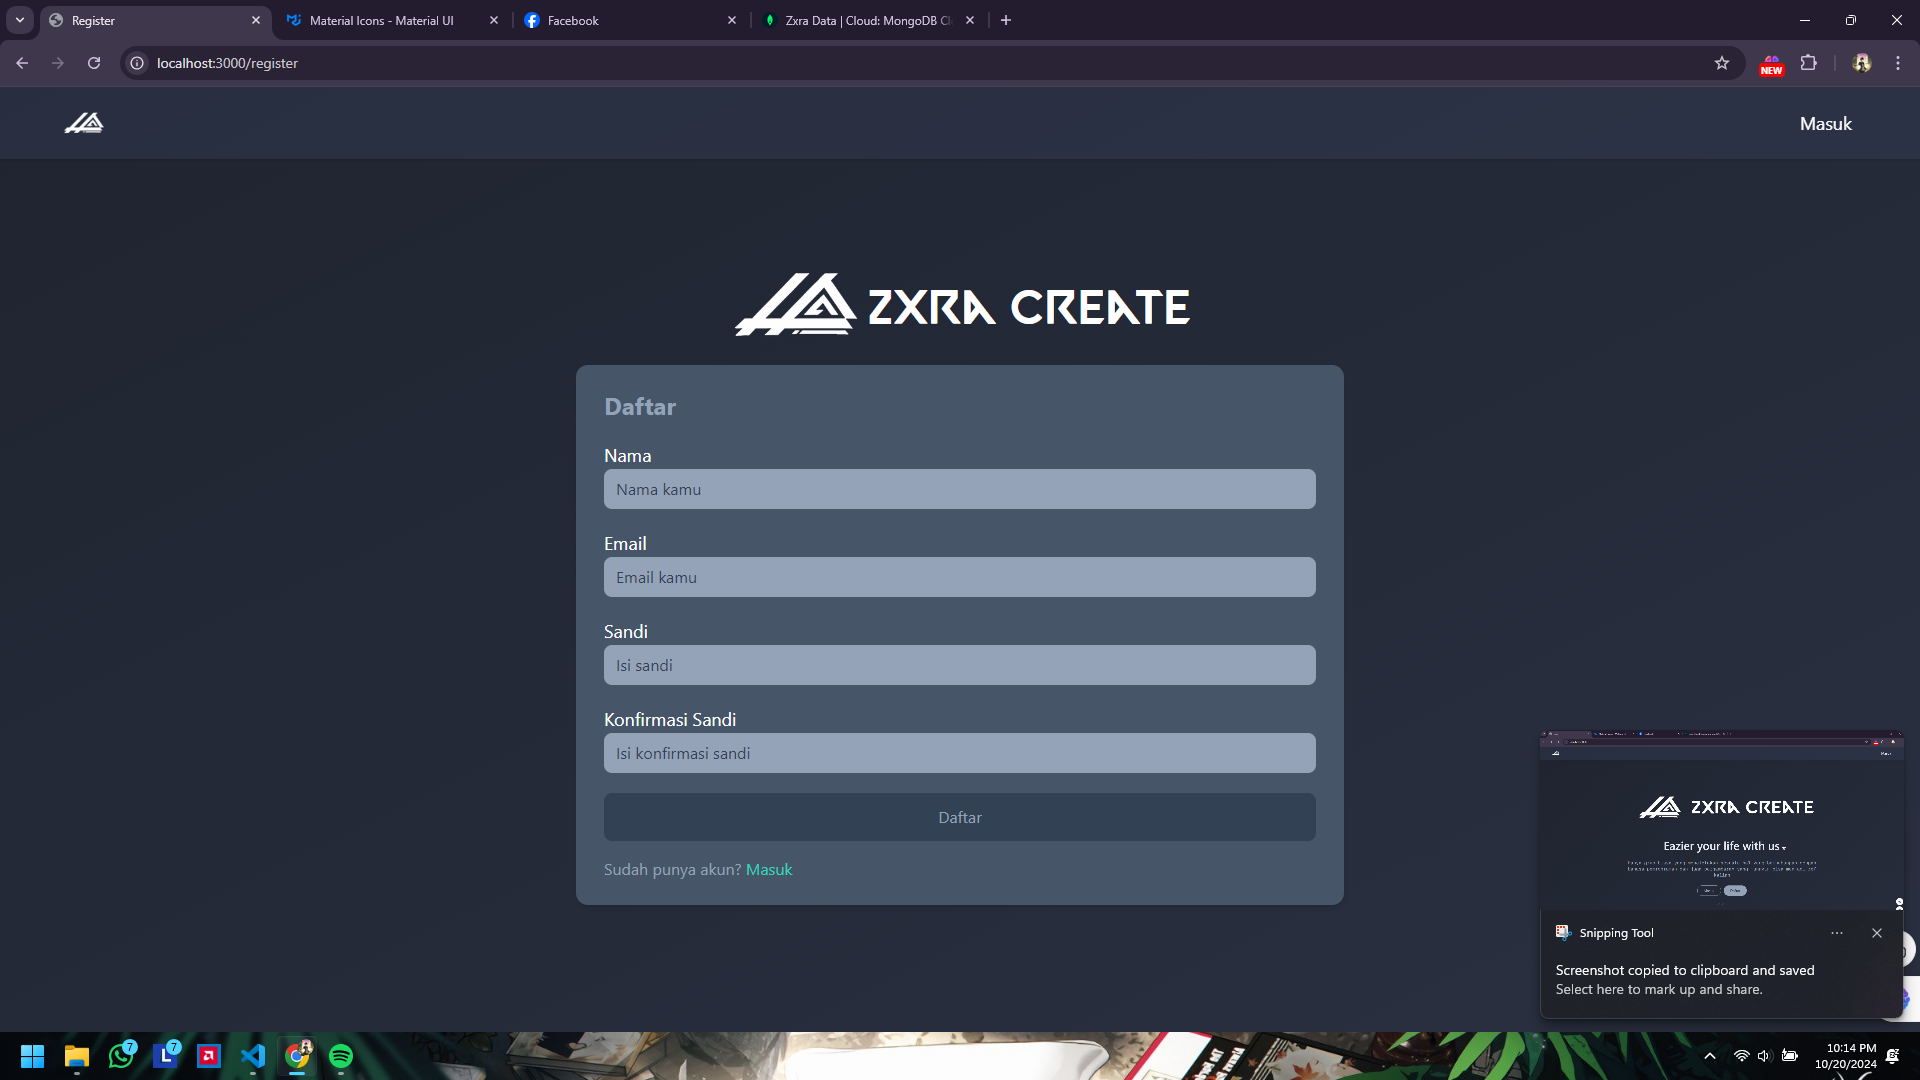 Register
Material Icons - Material UI
Facebook
Zxra Data | Cloud: MongoDB Cl
localhost:3000/register
NEW
Masuk
ZXRA CREATE
Daftar
Nama
Nama kamu
Email
Email kamu
Sandi
Isi sandi
Konfirmasi Sandi
Isi konfirmasi sandi
Daftar
Sudah punya akun? Masuk
ZXRA CREATE
Eazier your life with us
Snipping Tool
Screenshot copied to clipboard and saved
Select here to mark up and share.
7
7
L
10:14 PM
10/20/2024